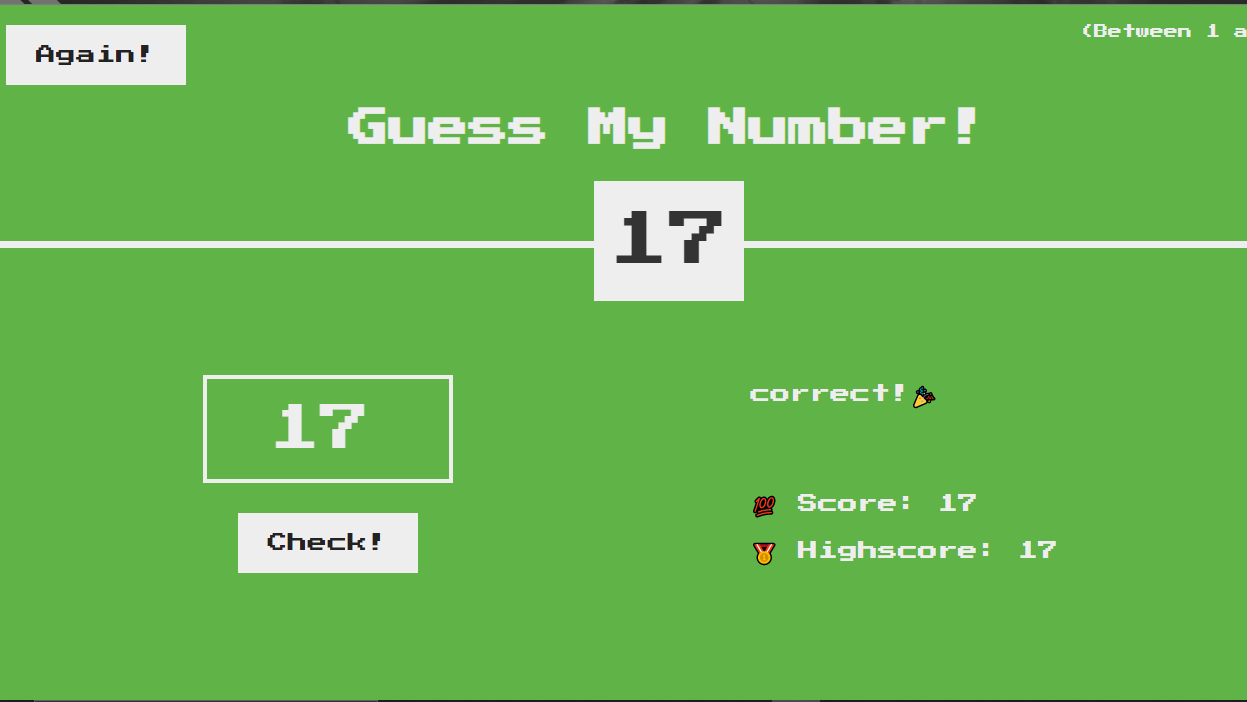 Again!
(Between 1 a
Guess My Number!
17
17
correct!🎉
Check!
💯 Score: 17
🏅 Highscore: 17